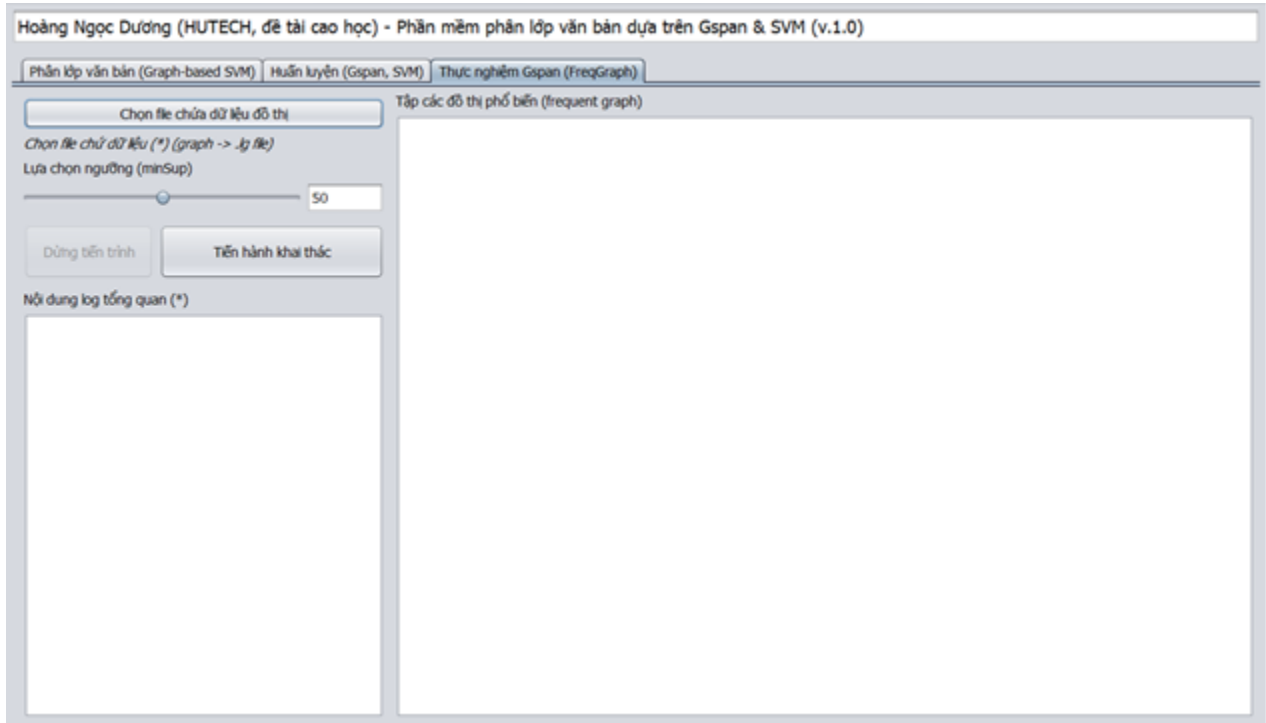 Hoàng Ngọc Dương (HUTECH, đề tài cao học) - Phần mềm phân lớp văn bản dựa trên Gspan & SVM (v.1.0)
Phân lớp văn bản (Graph-based SVM) Huấn luyện (Gspan, SVM) Thực nghiệm Gspan (FreqGraph)
Chọn file chứa dữ liệu đồ thị
Chọn file chứ dữ liệu (*) (graph -> .lg file)
Lựa chọn ngưỡng (minSup)
50
Dừng tiến trình Tiến hành khai thác
Nội dung log tổng quan (*)
Tập các đồ thị phổ biến (frequent graph)